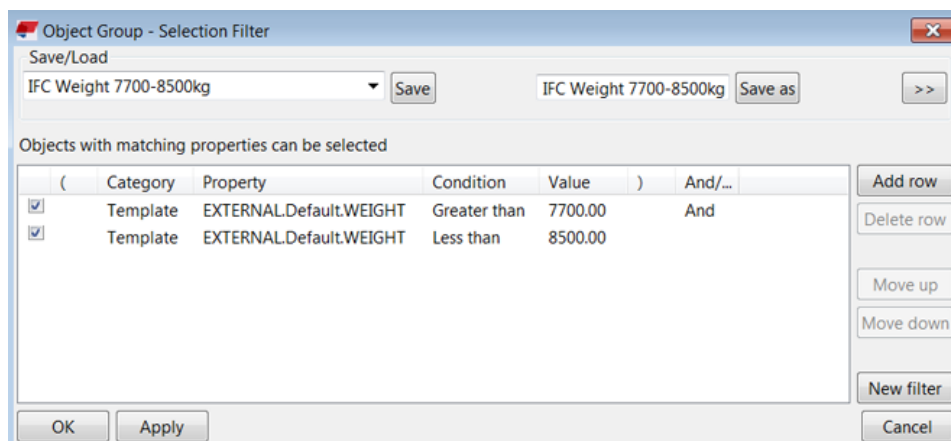 Object Group - Selection Filter
Save/Load
IFC Weight 7700-8500kg Save IFC Weight 7700-8500kg Save as >>
Objects with matching properties can be selected
( Category Property Condition Value ) And/... Add row
Template EXTERNAL.Default.WEIGHT Greater than 7700.00 And
Delete row
Template EXTERNAL.Default.WEIGHT Less than 8500.00
Move up
Move down
New filter
OK Apply Cancel